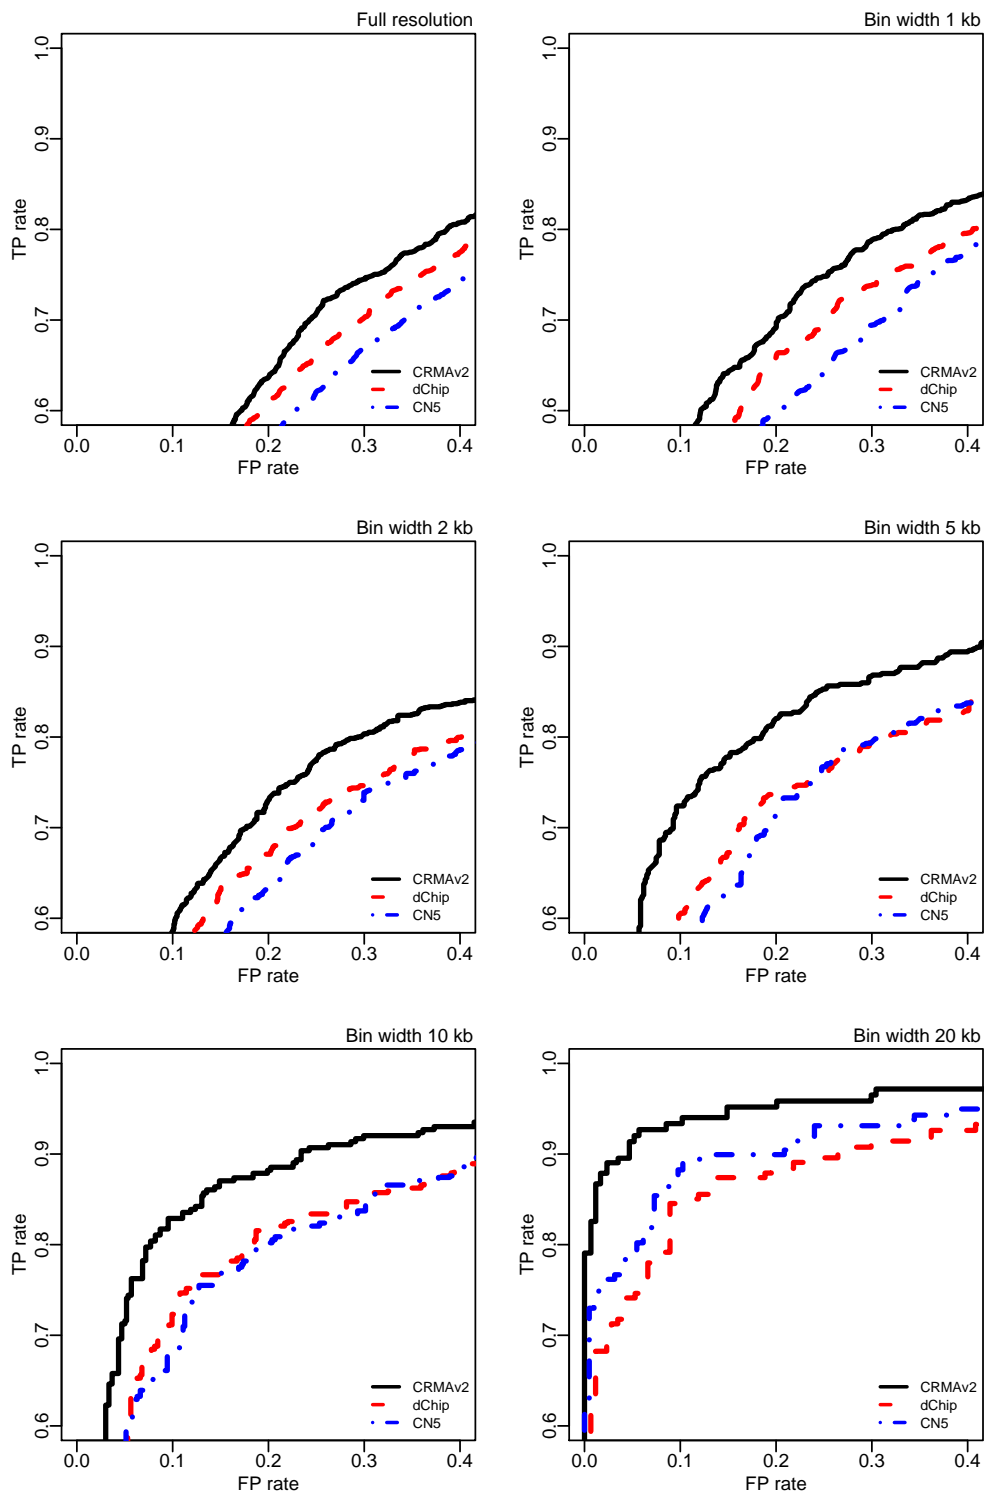 Full resolution
1.0
0.9
0.8
0.7
0.6
TP rate
CRMAv2
dChip
CN5
0.0 0.1 0.2 0.3 0.4
FP rate
Bin width 1 kb
1.0
0.9
0.8
0.7
0.6
TP rate
CRMAv2
dChip
CN5
0.0 0.1 0.2 0.3 0.4
FP rate
Bin width 2 kb
1.0
0.9
0.8
0.7
0.6
TP rate
CRMAv2
dChip
CN5
0.0 0.1 0.2 0.3 0.4
FP rate
Bin width 5 kb
1.0
0.9
0.8
0.7
0.6
TP rate
CRMAv2
dChip
CN5
0.0 0.1 0.2 0.3 0.4
FP rate
Bin width 10 kb
1.0
0.9
0.8
0.7
0.6
TP rate
CRMAv2
dChip
CN5
0.0 0.1 0.2 0.3 0.4
FP rate
Bin width 20 kb
1.0
0.9
0.8
0.7
0.6
TP rate
CRMAv2
dChip
CN5
0.0 0.1 0.2 0.3 0.4
FP rate